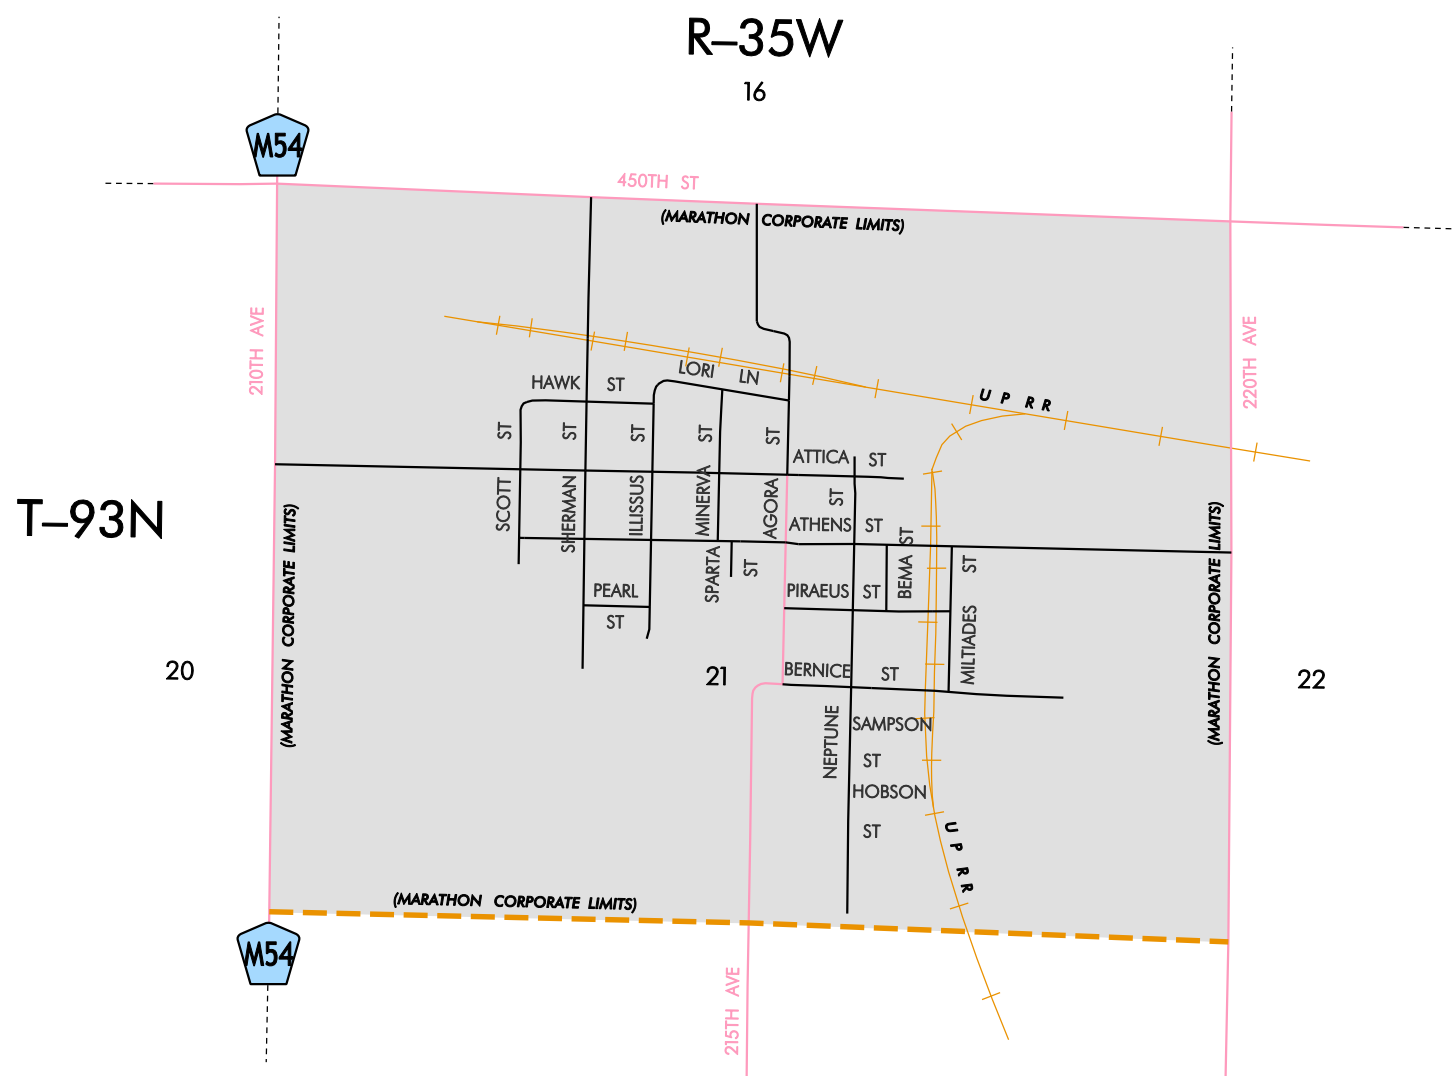 R–35W
16
M54
450TH ST
(MARATHON CORPORATE LIMITS)
210TH AVE
220TH AVE
U P R R
LORI LN
HAWK ST
SCOTT ST
SHERMAN ST
ILLISSUS ST
MINERVA ST
AGORA ST
ATTICA ST
T–93N
ATHENS ST
NEPTUNE ST
BEMA ST
MILTIADES ST
SPARTA ST
PIRAEUS ST
PEARL ST
(MARATHON CORPORATE LIMITS)
(MARATHON CORPORATE LIMITS)
20
21
22
BERNICE ST
SAMPSON ST
HOBSON ST
U P R R
(MARATHON CORPORATE LIMITS)
M54
215TH AVE